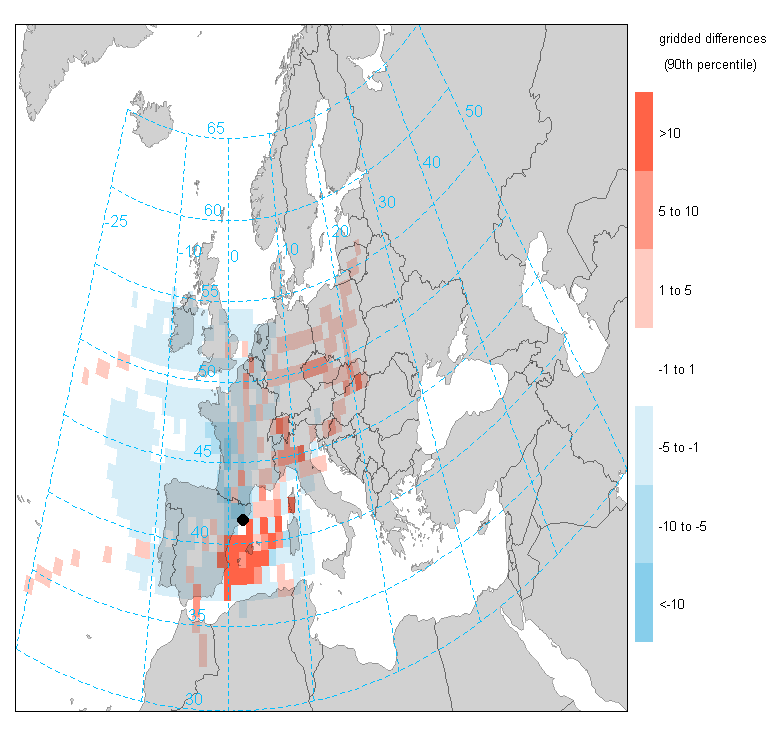 gridded differences
(90th percentile)
>10
5 to 10
1 to 5
-1 to 1
-5 to -1
-10 to -5
<-10
65
50
40
60
30
-25
20
-10
0
10
55
50
45
40
35
30